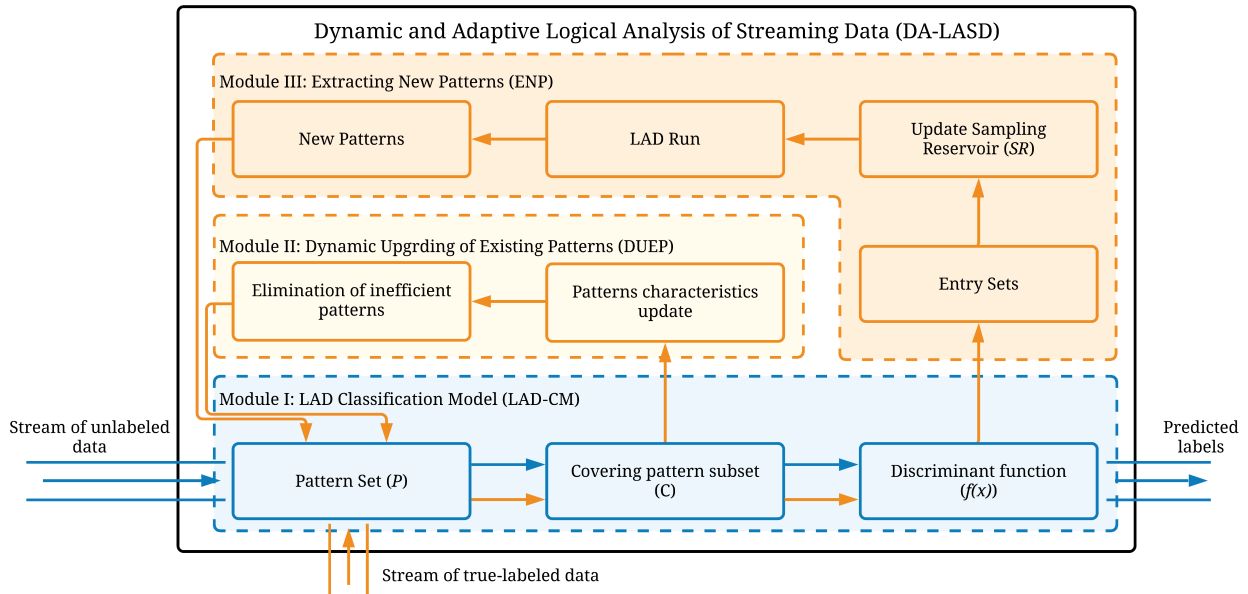 Dynamic and Adaptive Logical Analysis of Streaming Data (DA-LASD)
Module III: Extracting New Patterns (ENP)
New Patterns
LAD Run
Update Sampling
Reservoir (SR)
Entry Sets
Module II: Dynamic Upgrding of Existing Patterns (DUEP)
Elimination of inefficient
patterns
Patterns characteristics
update
Module I: LAD Classification Model (LAD-CM)
Stream of unlabeled
data
Pattern Set (P)
Covering pattern subset
(C)
Discriminant function
(f(x))
Predicted
labels
Stream of true-labeled data